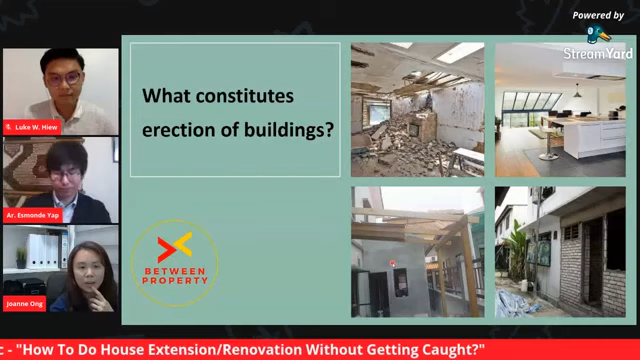 Powered by
StreamYard
What constitutes
erection of buildings?
Luke W. Hiew
Ar. Esmonde Yap
Joanne Ong
BETWEEN
PROPERTY
c - "How To Do House Extension/Renovation Without Getting Caught?"